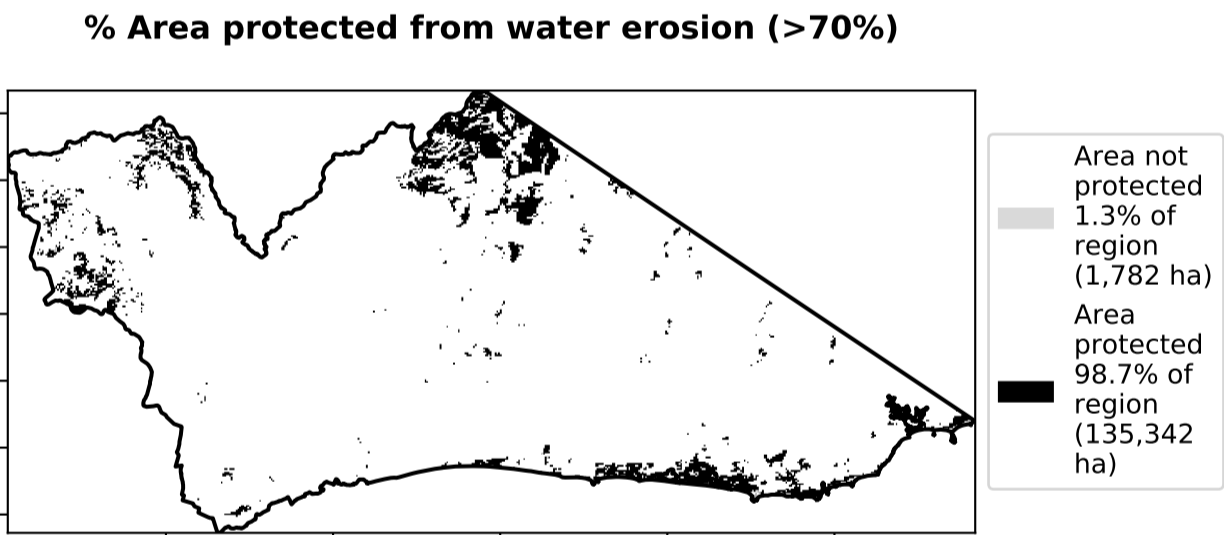 % Area protected from water erosion (>70%)
Area not
protected
1.3% of
region
(1,782 ha)
Area
protected
98.7% of
region
(135,342
ha)